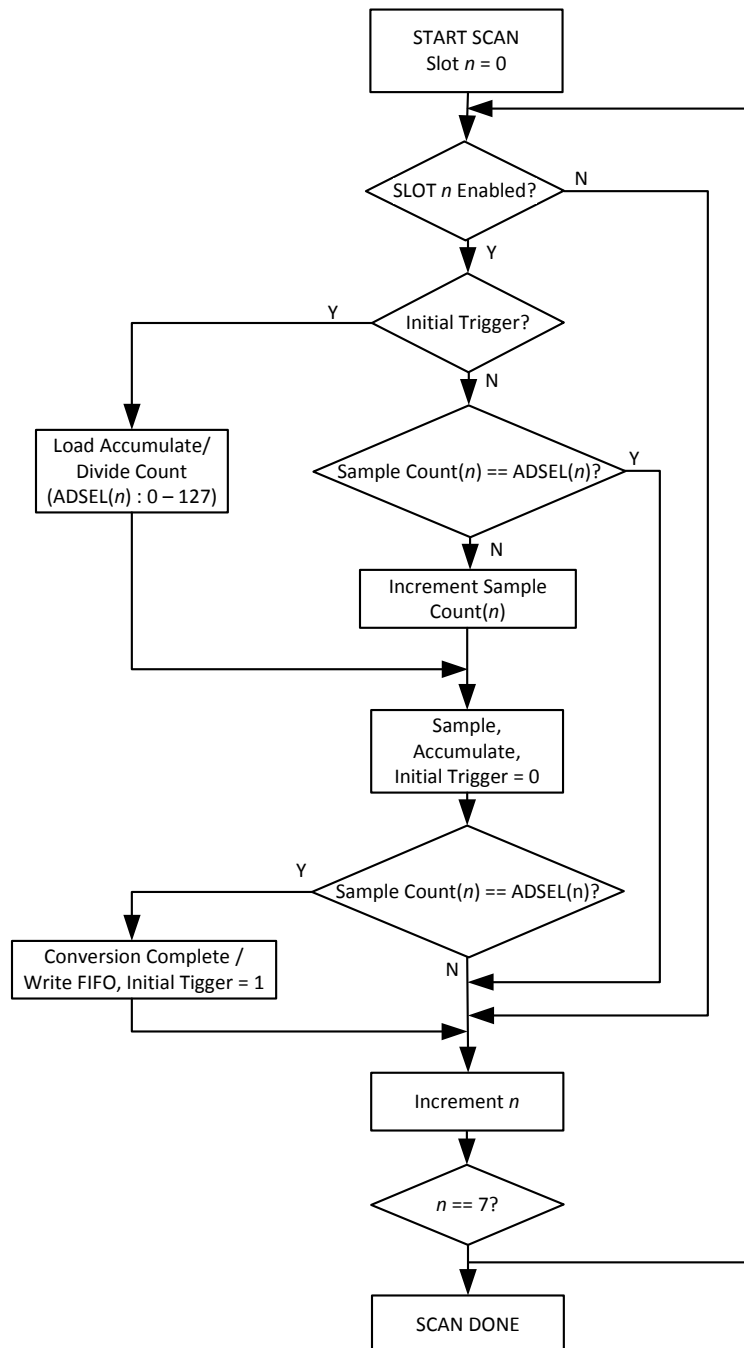 START SCAN
Slot n = 0
SLOT n Enabled?
N
Y
Y
Initial Trigger?
N
Load Accumulate/
Divide Count
(ADSEL(n) : 0 – 127)
Sample Count(n) == ADSEL(n)?
Y
N
Increment Sample
Count(n)
Sample,
Accumulate,
Initial Trigger = 0
Y
Sample Count(n) == ADSEL(n)?
Conversion Complete /
Write FIFO, Initial Tigger = 1
N
Increment n
n == 7?
SCAN DONE